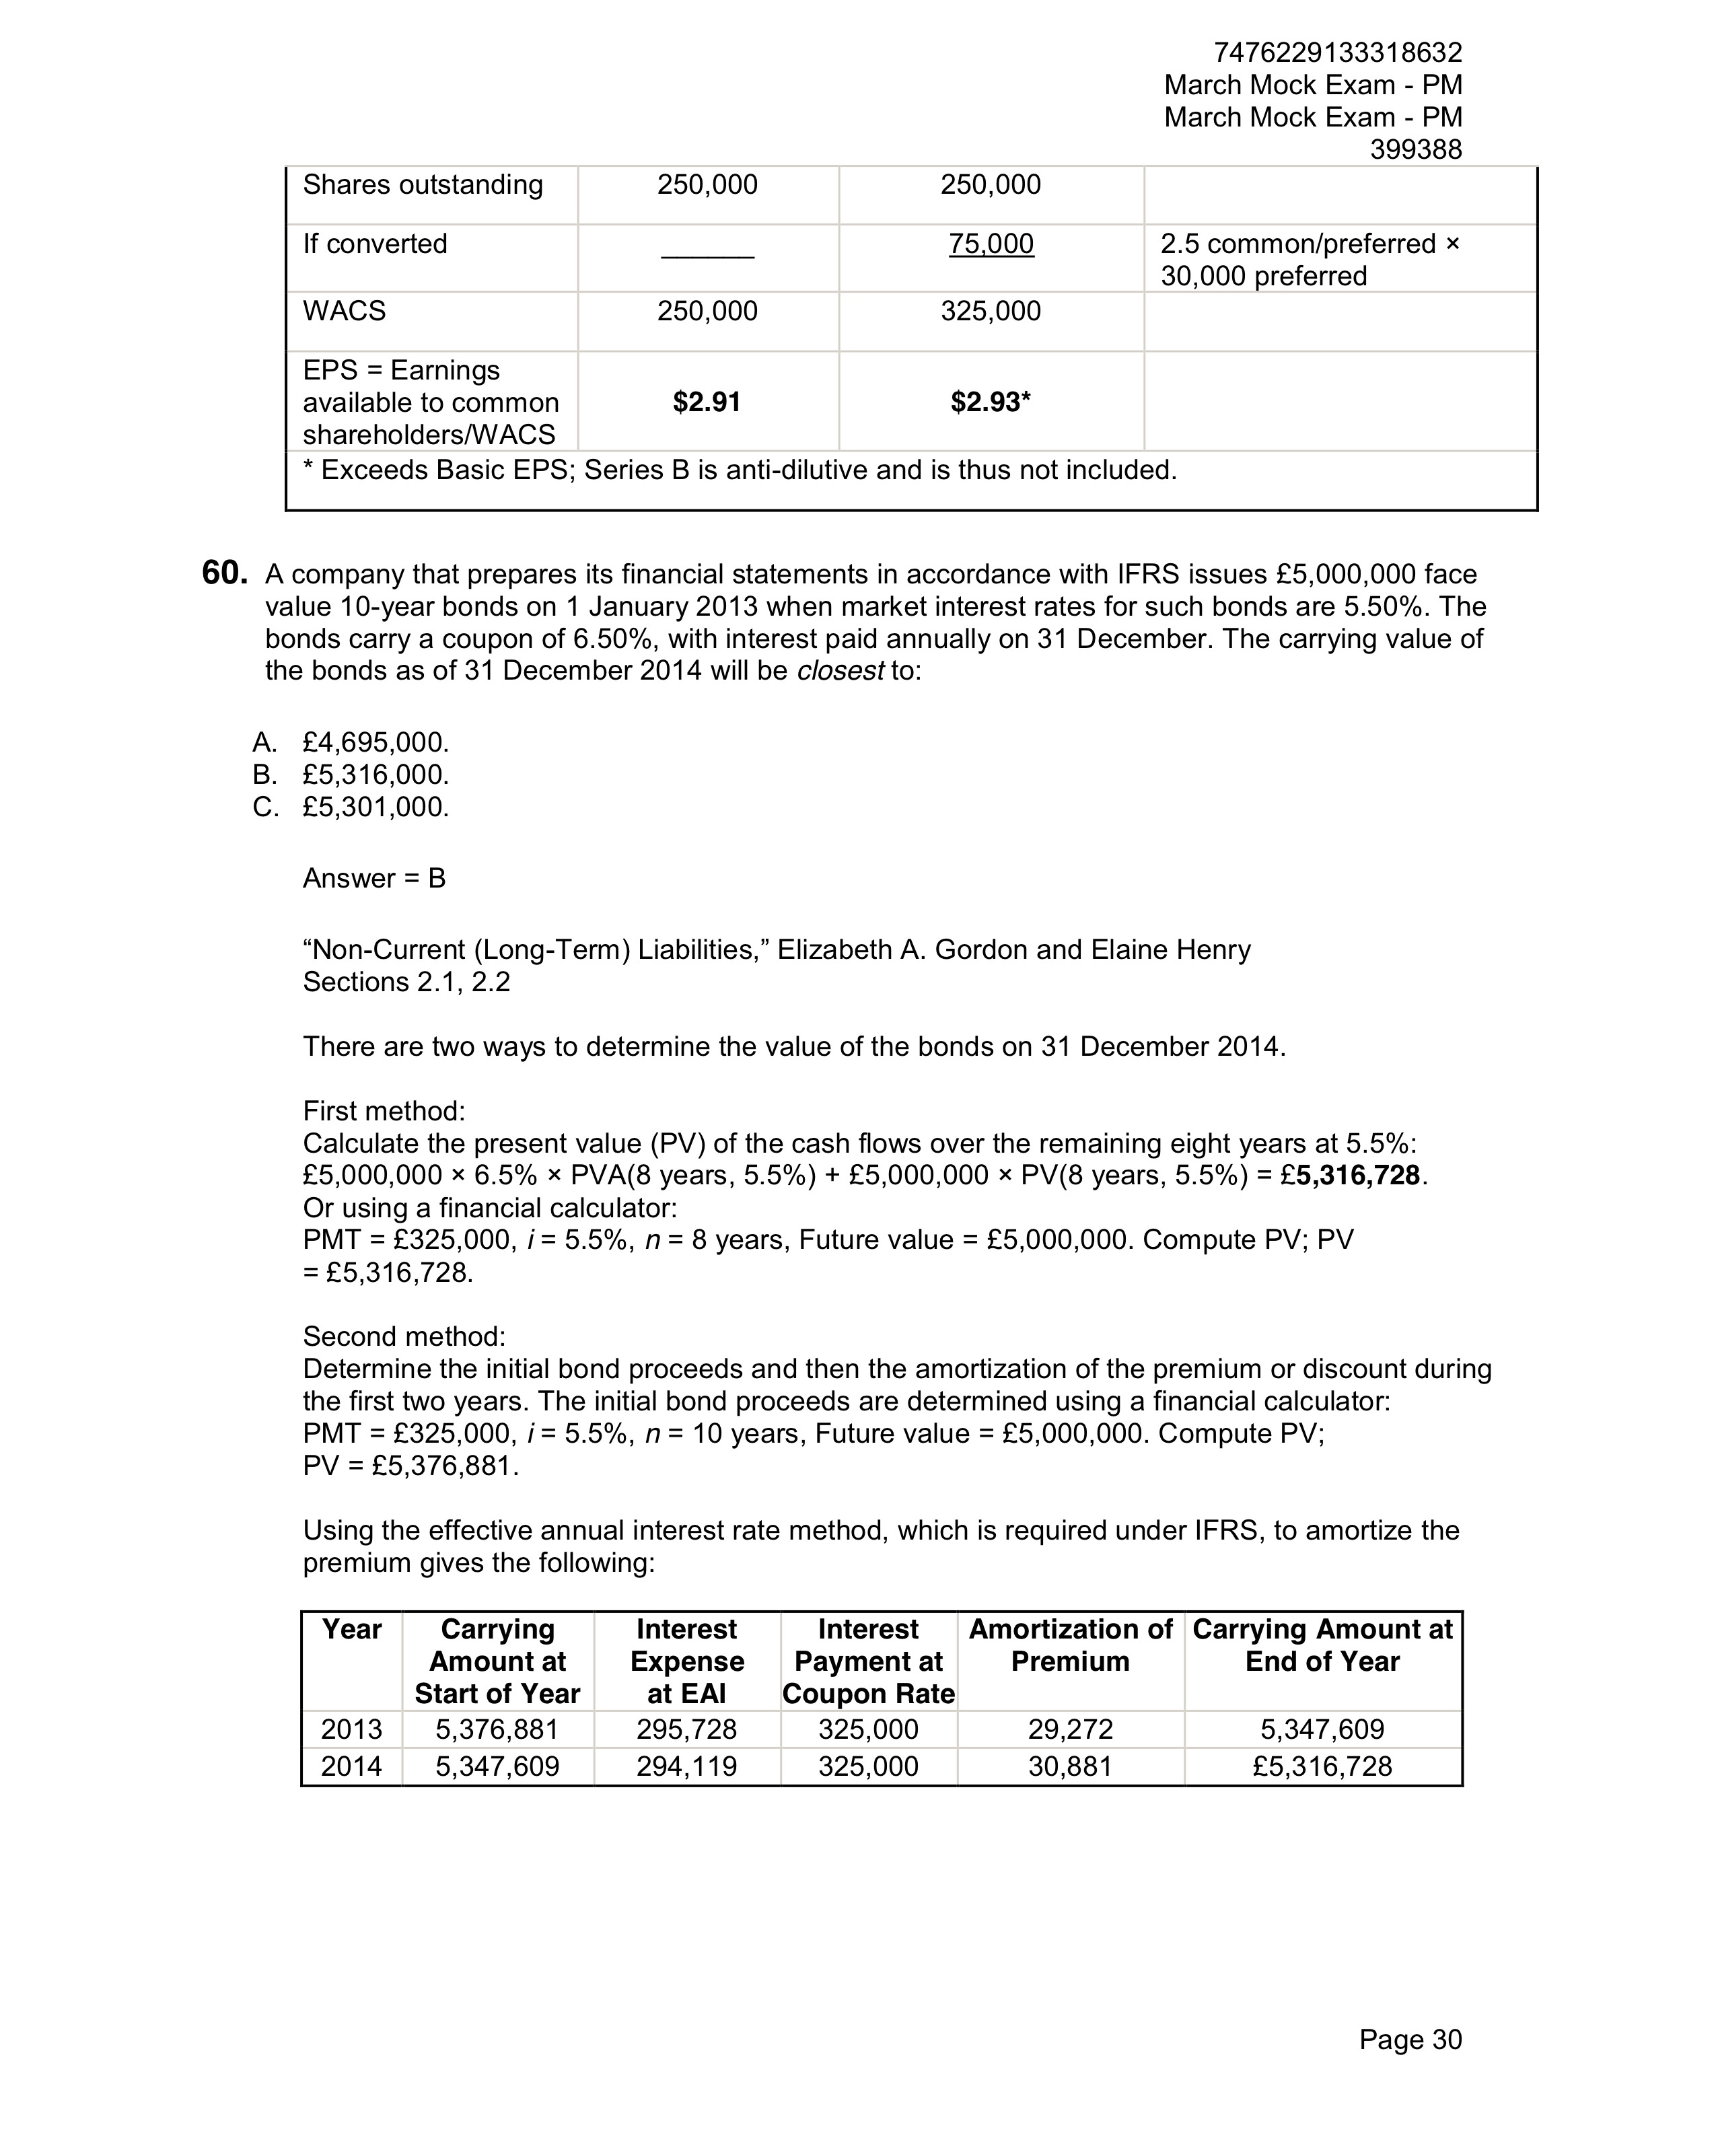 7476229133318632
March Mock Exam - PM
March Mock Exam - PM
399388
Shares outstanding 250,000 250,000
If converted ______ 75,000 2.5 common/preferred ×
30,000 preferred
WACS 250,000 325,000
EPS = Earnings
available to common $2.91 $2.93*
shareholders/WACS
* Exceeds Basic EPS; Series B is anti-dilutive and is thus not included.
60. A company that prepares its financial statements in accordance with IFRS issues £5,000,000 face
value 10-year bonds on 1 January 2013 when market interest rates for such bonds are 5.50%. The
bonds carry a coupon of 6.50%, with interest paid annually on 31 December. The carrying value of
the bonds as of 31 December 2014 will be closest to:
A. £4,695,000.
B. £5,316,000.
C. £5,301,000.
Answer = B
“Non-Current (Long-Term) Liabilities,” Elizabeth A. Gordon and Elaine Henry
Sections 2.1, 2.2
There are two ways to determine the value of the bonds on 31 December 2014.
First method:
Calculate the present value (PV) of the cash flows over the remaining eight years at 5.5%:
£5,000,000 × 6.5% × PVA(8 years, 5.5%) + £5,000,000 × PV(8 years, 5.5%) = £5,316,728.
Or using a financial calculator:
PMT = £325,000, i = 5.5%, n = 8 years, Future value = £5,000,000. Compute PV; PV
= £5,316,728.
Second method:
Determine the initial bond proceeds and then the amortization of the premium or discount during
the first two years. The initial bond proceeds are determined using a financial calculator:
PMT = £325,000, i = 5.5%, n = 10 years, Future value = £5,000,000. Compute PV;
PV = £5,376,881.
Using the effective annual interest rate method, which is required under IFRS, to amortize the
premium gives the following:
Year Carrying Interest Interest Amortization of Carrying Amount at
Amount at Expense Payment at Premium End of Year
Start of Year at EAI Coupon Rate
2013 5,376,881 295,728 325,000 29,272 5,347,609
2014 5,347,609 294,119 325,000 30,881 £5,316,728
Page 30